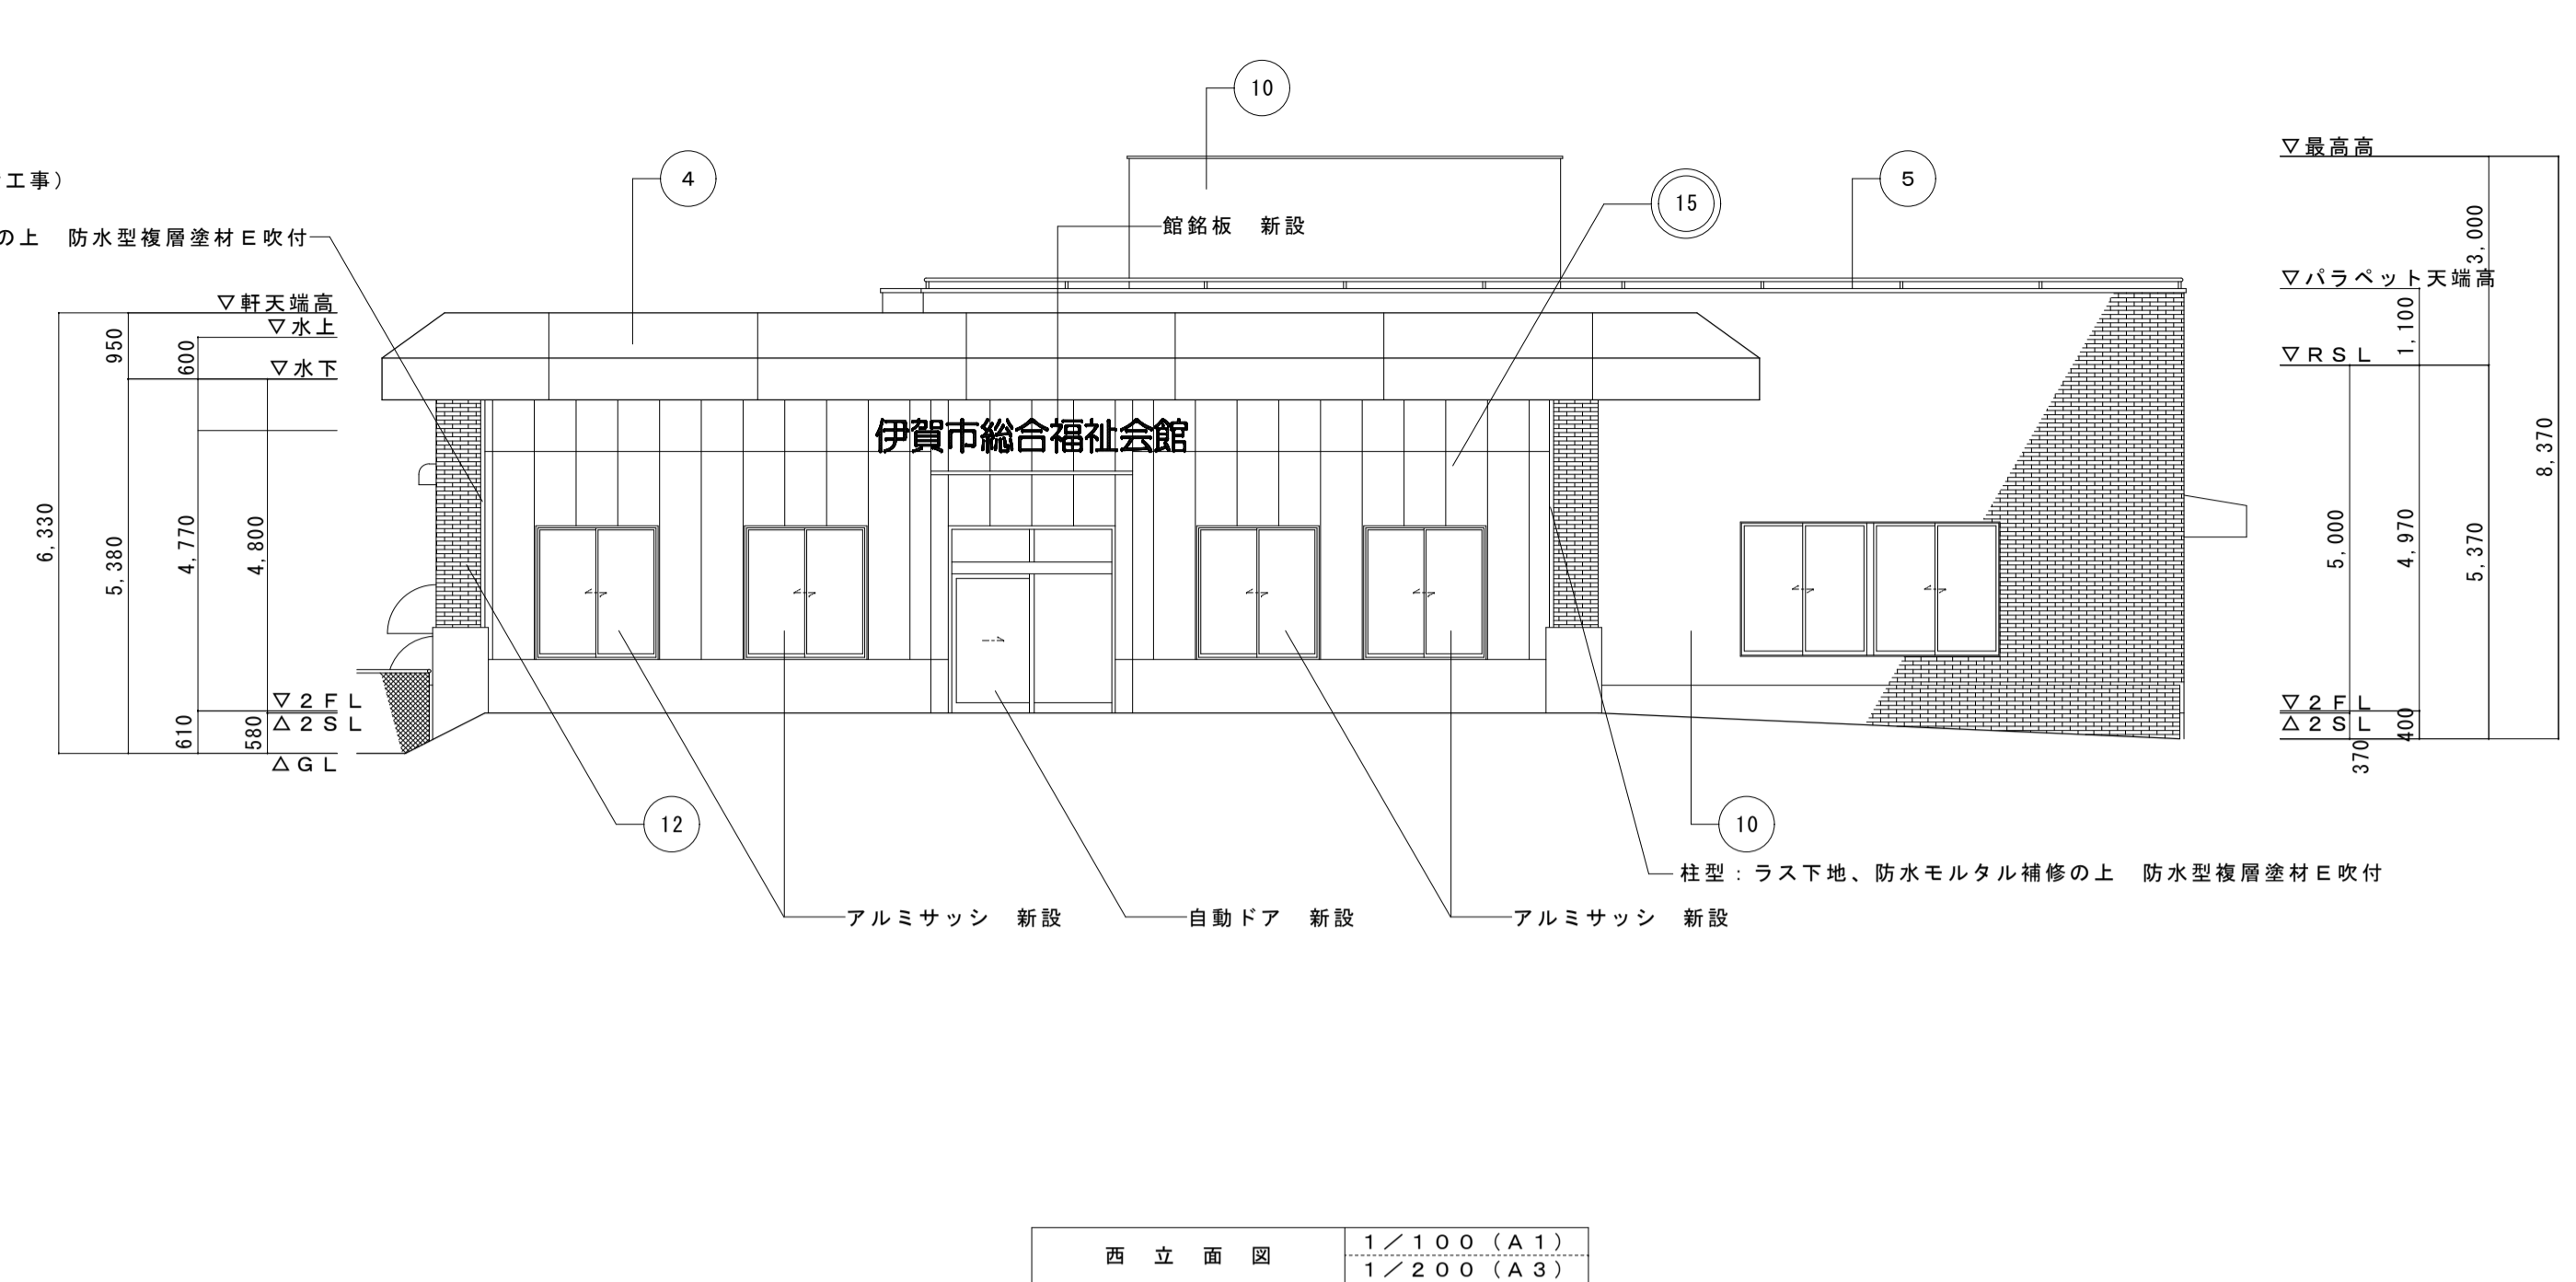 10
▽最高高
工事）
4
15
5
の上　防水型複層塗材Ｅ吹付
館銘板　新設
3,000
▽パラペット天端高
▽軒天端高
▽水上
950
600
1,100
▽水下
▽ＲＳＬ
8,370
伊賀市総合福祉会館
6,330
5,380
4,770
4,800
5,000
4,970
5,370
▽２ＦＬ
△２ＳＬ
610
580
△ＧＬ
▽２ＦＬ
△２ＳＬ
400
370
12
10
柱型：ラス下地、防水モルタル補修の上　防水型複層塗材Ｅ吹付
アルミサッシ　新設
自動ドア　新設
アルミサッシ　新設
西立面図
１／１００（Ａ１）
１／２００（Ａ３）